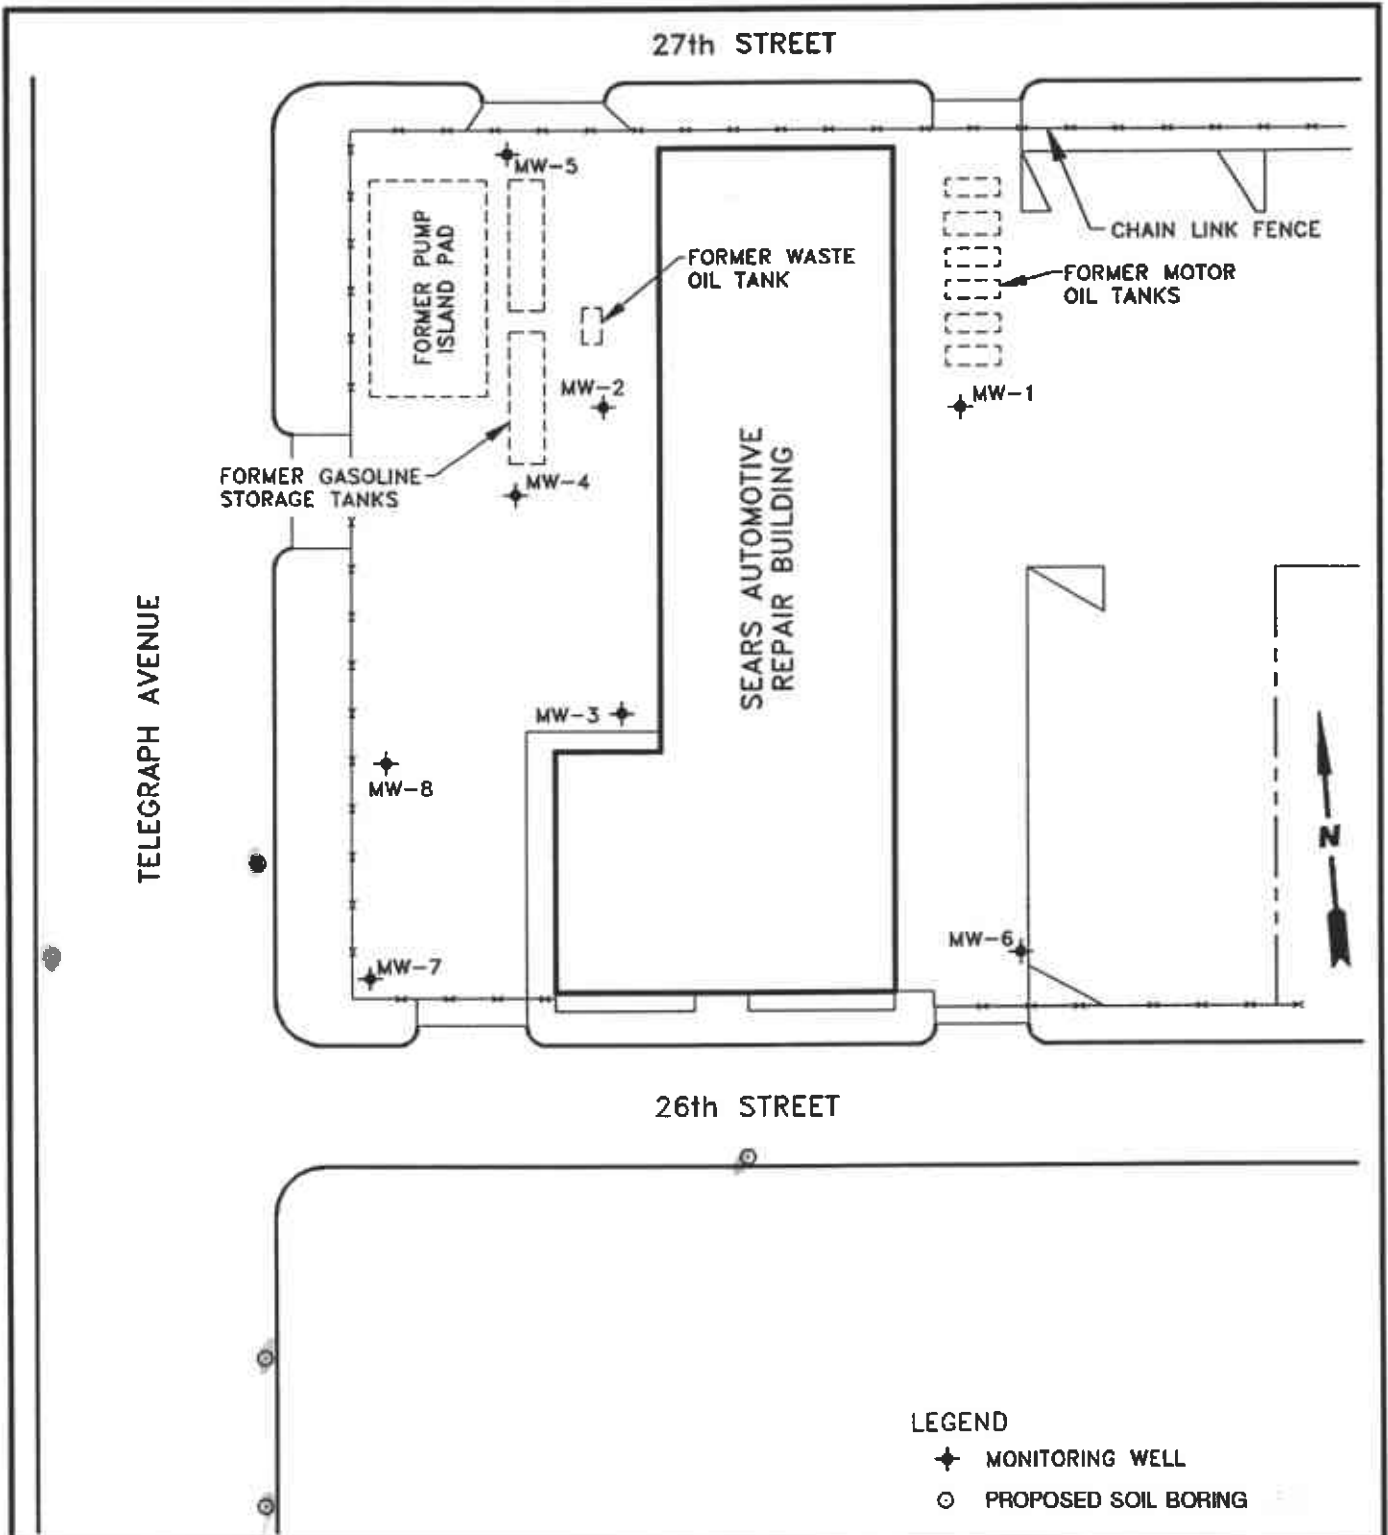 27th STREET
MW-5
FORMER PUMP
ISLAND PAD
FORMER WASTE
OIL TANK
CHAIN LINK FENCE
FORMER MOTOR
OIL TANKS
MW-2
MW-1
FORMER GASOLINE
STORAGE TANKS
MW-4
SEARS AUTOMOTIVE
REPAIR BUILDING
TELEGRAPH AVENUE
MW-3
MW-8
N
MW-6
MW-7
26th STREET
LEGEND
MONITORING WELL
PROPOSED SOIL BORING